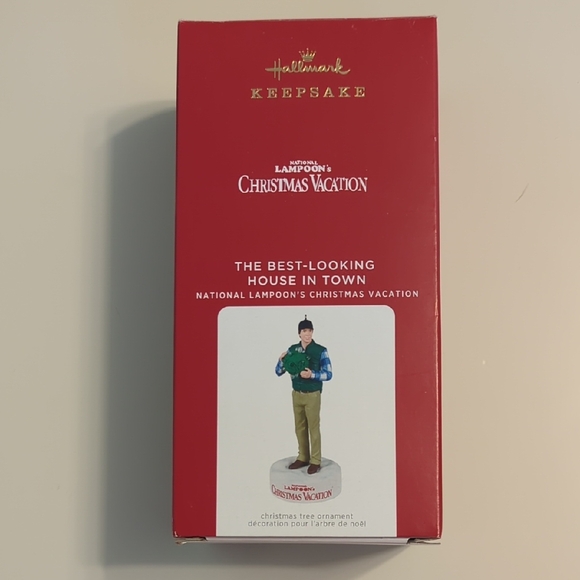 Hallmark
KEEPSAKE
NATIONAL
LAMPOON's
CHRISTMAS VACATION
THE BEST-LOOKING
HOUSE IN TOWN
NATIONAL LAMPOON'S CHRISTMAS VACATION
NATIONAL
LAMPOON's
CHRISTMAS VACATION
christmas tree ornament
décoration pour l'arbre de noël